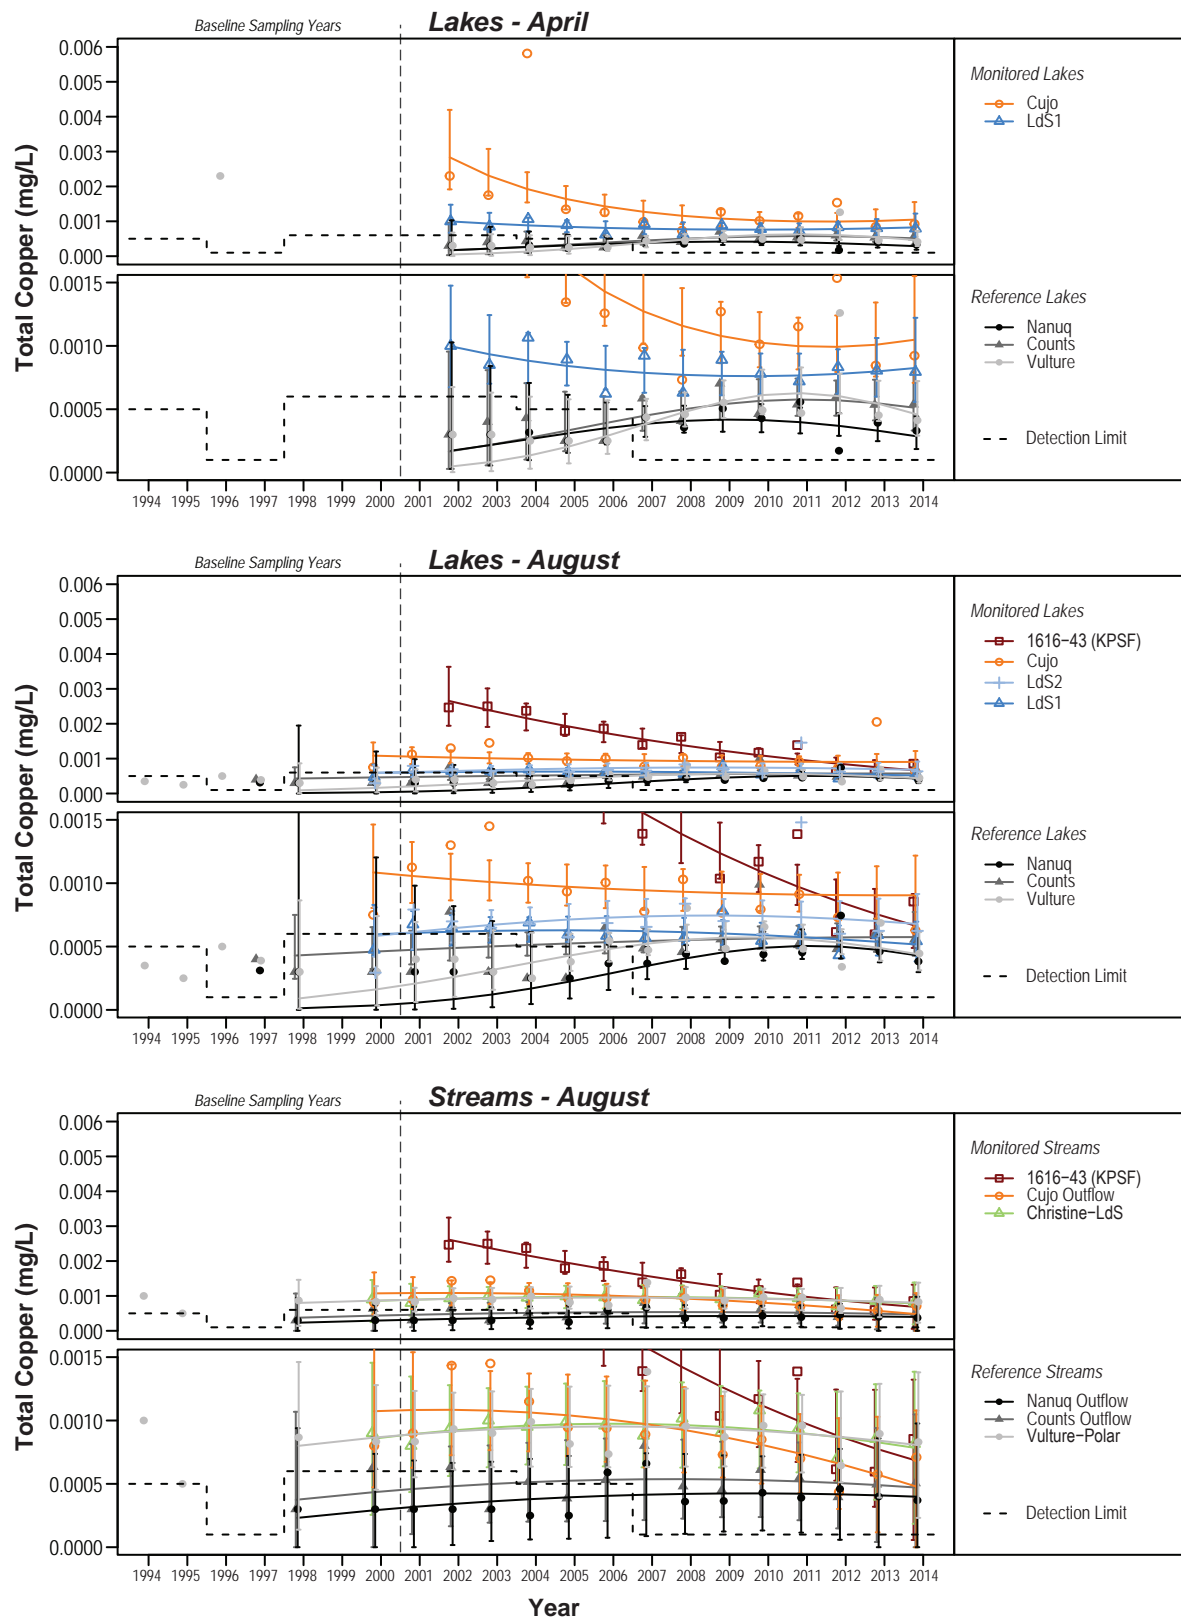 Baseline Sampling Years
Lakes - April
0.006
0.005
0.004
0.003
0.002
0.001
0.000
Total Copper (mg/L)
0.0015
0.0010
0.0005
0.0000
1994 1995 1996 1997 1998 1999 2000 2001 2002 2003 2004 2005 2006 2007 2008 2009 2010 2011 2012 2013 2014
Monitored Lakes
Cujo
LdS1
Reference Lakes
Nanuq
Counts
Vulture
Detection Limit
Baseline Sampling Years
Lakes - August
0.006
0.005
0.004
0.003
0.002
0.001
0.000
Total Copper (mg/L)
0.0015
0.0010
0.0005
0.0000
1994 1995 1996 1997 1998 1999 2000 2001 2002 2003 2004 2005 2006 2007 2008 2009 2010 2011 2012 2013 2014
Monitored Lakes
1616−43 (KPSF)
Cujo
LdS2
LdS1
Reference Lakes
Nanuq
Counts
Vulture
Detection Limit
Baseline Sampling Years
Streams - August
0.006
0.005
0.004
0.003
0.002
0.001
0.000
Total Copper (mg/L)
0.0015
0.0010
0.0005
0.0000
1994 1995 1996 1997 1998 1999 2000 2001 2002 2003 2004 2005 2006 2007 2008 2009 2010 2011 2012 2013 2014
Year
Monitored Streams
1616−43 (KPSF)
Cujo Outflow
Christine−LdS
Reference Streams
Nanuq Outflow
Counts Outflow
Vulture−Polar
Detection Limit